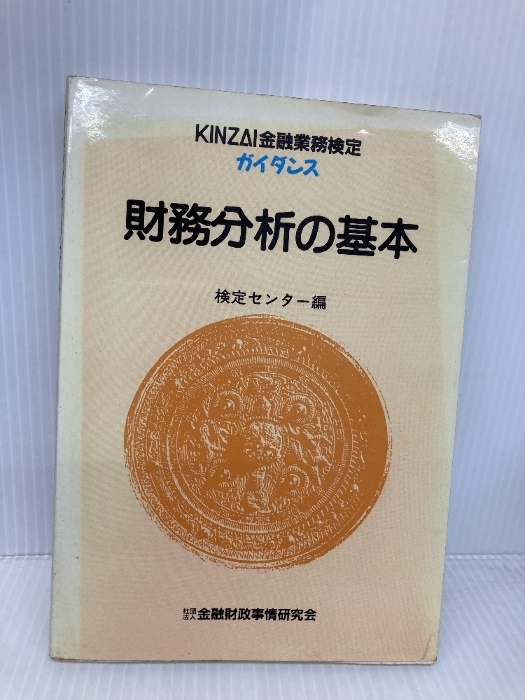 KINZAI金融業務検定
ガイダンス
財務分析の基本
検定センター編
社団法人 金融財政事情研究会